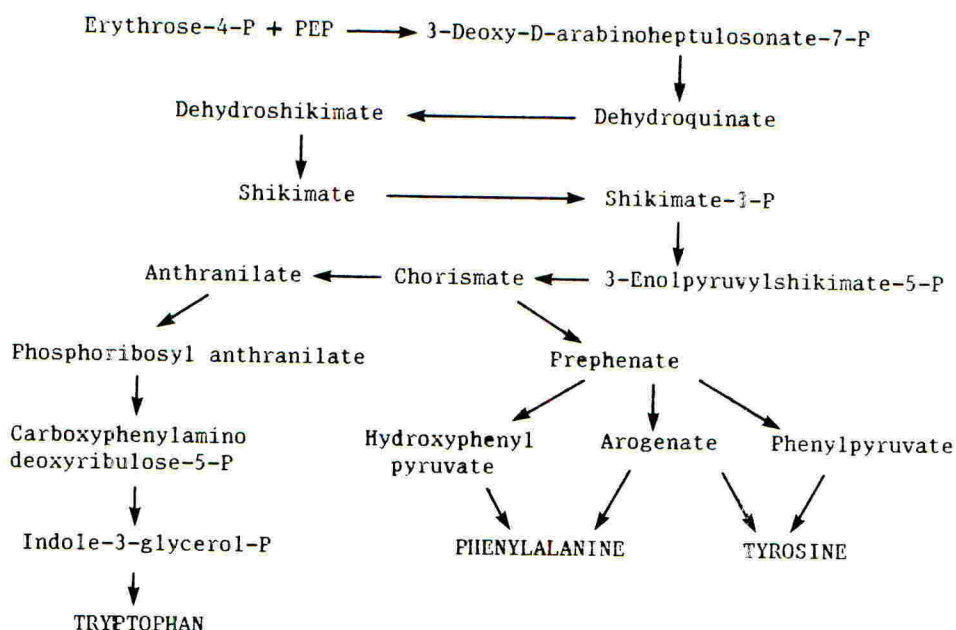 Erythrose-4-P + PEP → 3-Deoxy-D-arabinoheptulosonate-7-P
Dehydroshikimate ← Dehydroquinate
Shikimate → Shikimate-3-P
Anthranilate ← Chorismate ← 3-Enolpyruvylshikimate-5-P
Phosphoribosyl anthranilate
Prephenate
Carboxyphenylamino
deoxyribulose-5-P
Hydroxyphenyl
pyruvate
Arogenate
Phenylpyruvate
Indole-3-glycerol-P
PHENYLALANINE
TYROSINE
TRYPTOPHAN